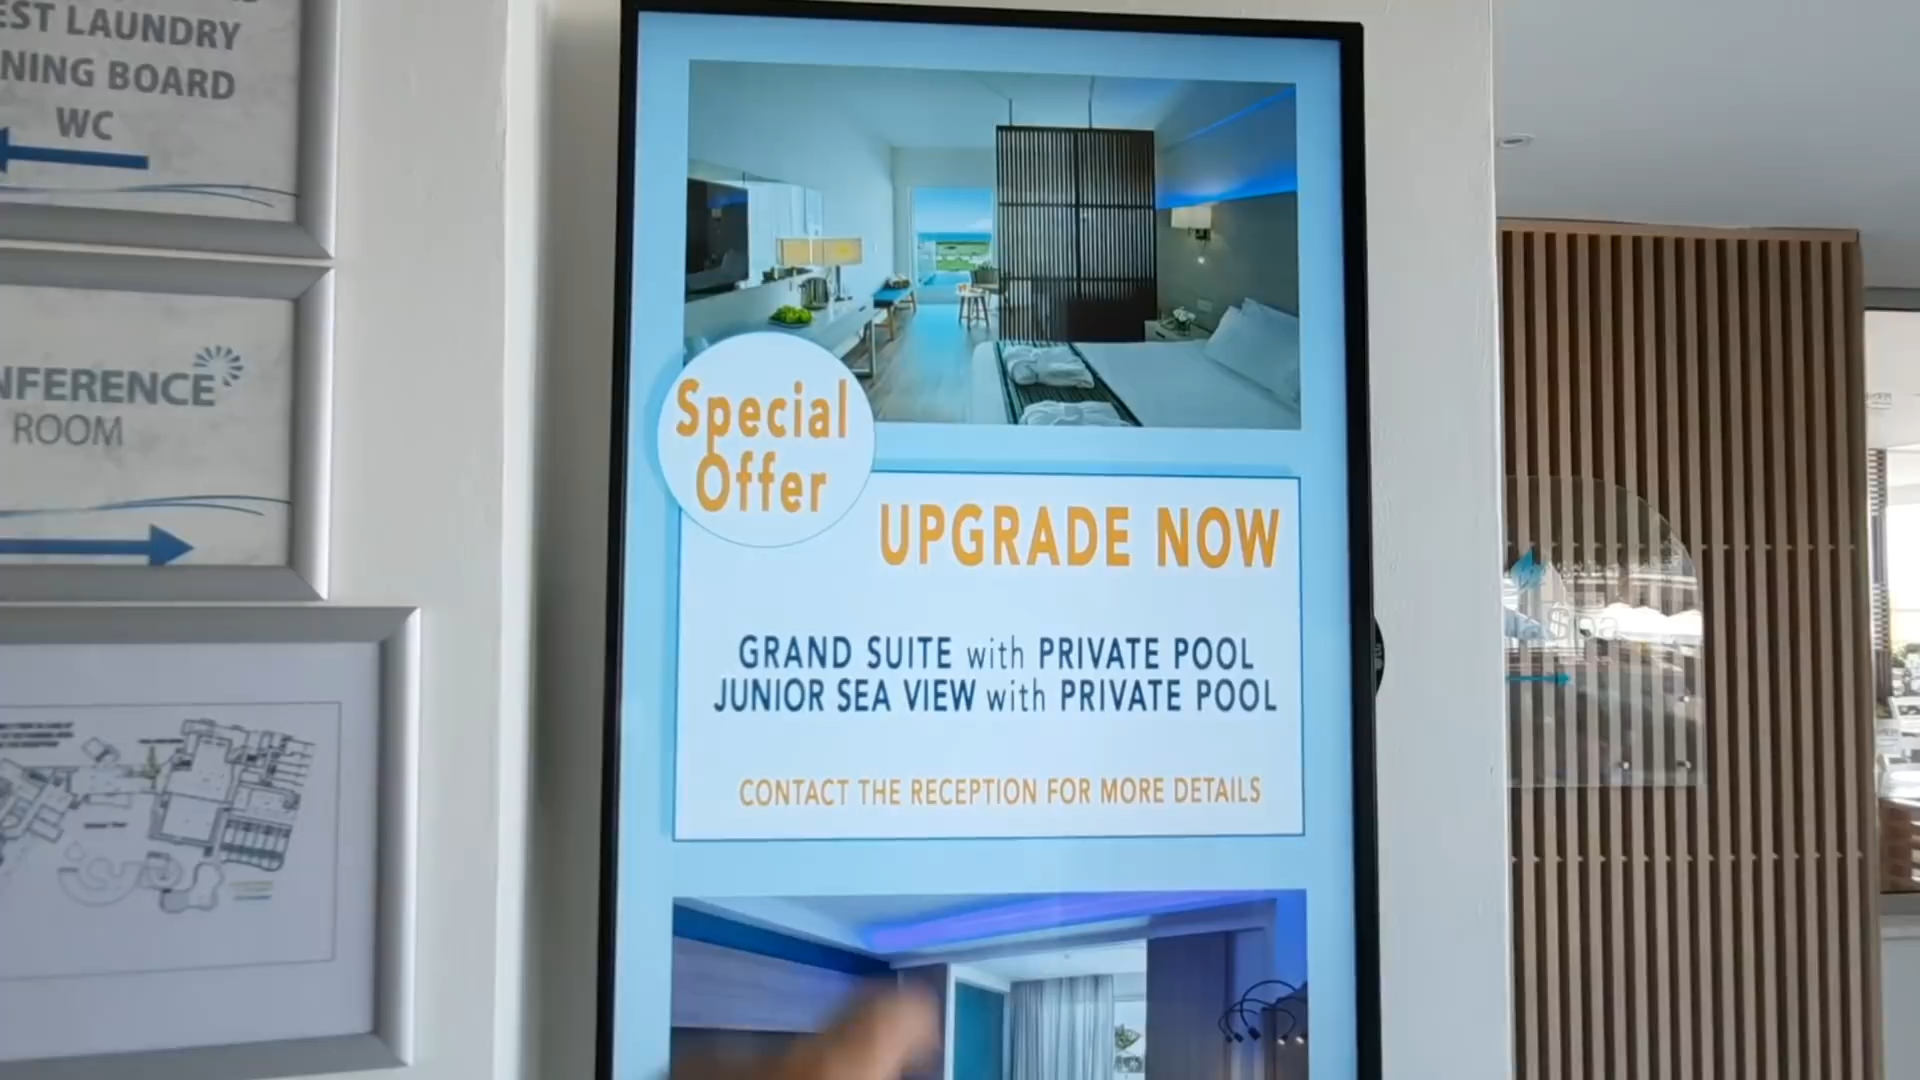 EST LAUNDRY
NING BOARD
WC
NFERENCE
ROOM
Special
Offer
UPGRADE NOW
GRAND SUITE with PRIVATE POOL
JUNIOR SEA VIEW with PRIVATE POOL
CONTACT THE RECEPTION FOR MORE DETAILS
Spa